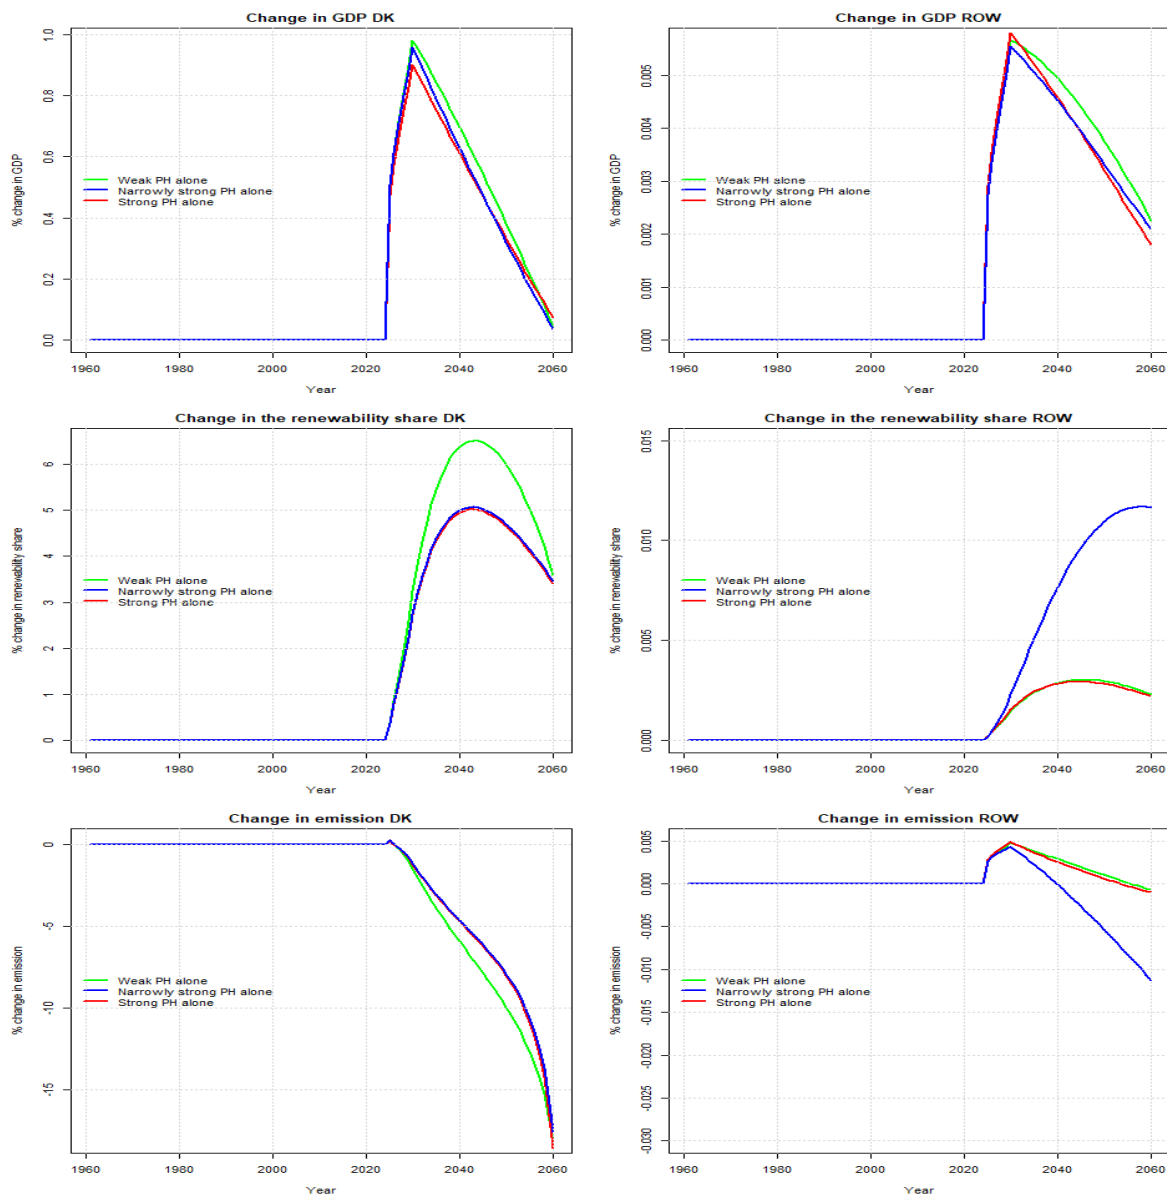 Change in GDP DK
% change in GDP
1.0
0.8
0.6
0.4
0.2
0.0
Weak PH alone
Narrowly strong PH alone
Strong PH alone
1960 1980 2000 2020 2040 2060
Year
Change in GDP ROW
% change in GDP
0.005
0.004
0.003
0.002
0.001
0.000
Weak PH alone
Narrowly strong PH alone
Strong PH alone
1960 1980 2000 2020 2040 2060
Year
Change in the renewability share DK
% change in renewability share
6
5
4
3
2
1
0
Weak PH alone
Narrowly strong PH alone
Strong PH alone
1960 1980 2000 2020 2040 2060
Year
Change in the renewability share ROW
% change in renewability share
0.015
0.010
0.005
0.000
Weak PH alone
Narrowly strong PH alone
Strong PH alone
1960 1980 2000 2020 2040 2060
Year
Change in emission DK
% change in emission
0
-5
-10
-15
Weak PH alone
Narrowly strong PH alone
Strong PH alone
1960 1980 2000 2020 2040 2060
Year
Change in emission ROW
% change in emission
0.005
0.000
-0.005
-0.010
-0.015
-0.020
-0.025
-0.030
Weak PH alone
Narrowly strong PH alone
Strong PH alone
1960 1980 2000 2020 2040 2060
Year